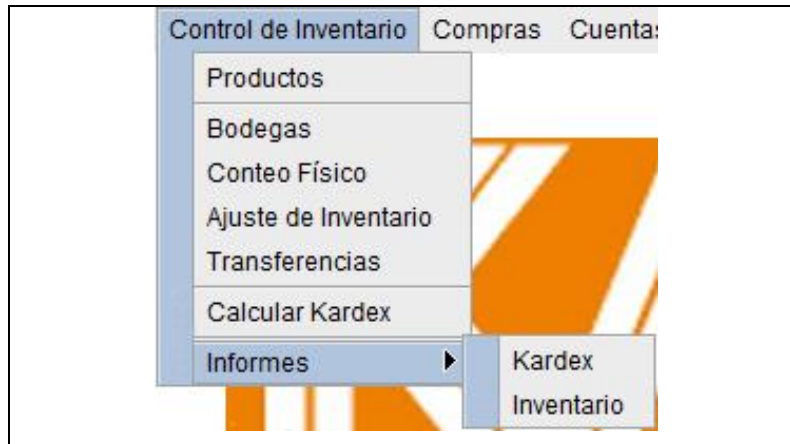 Control de Inventario Compras
Productos
Bodegas
Conteo Físico
Ajuste de Inventario
Transferencias
Calcular Kardex
Informes
Kardex
Inventario